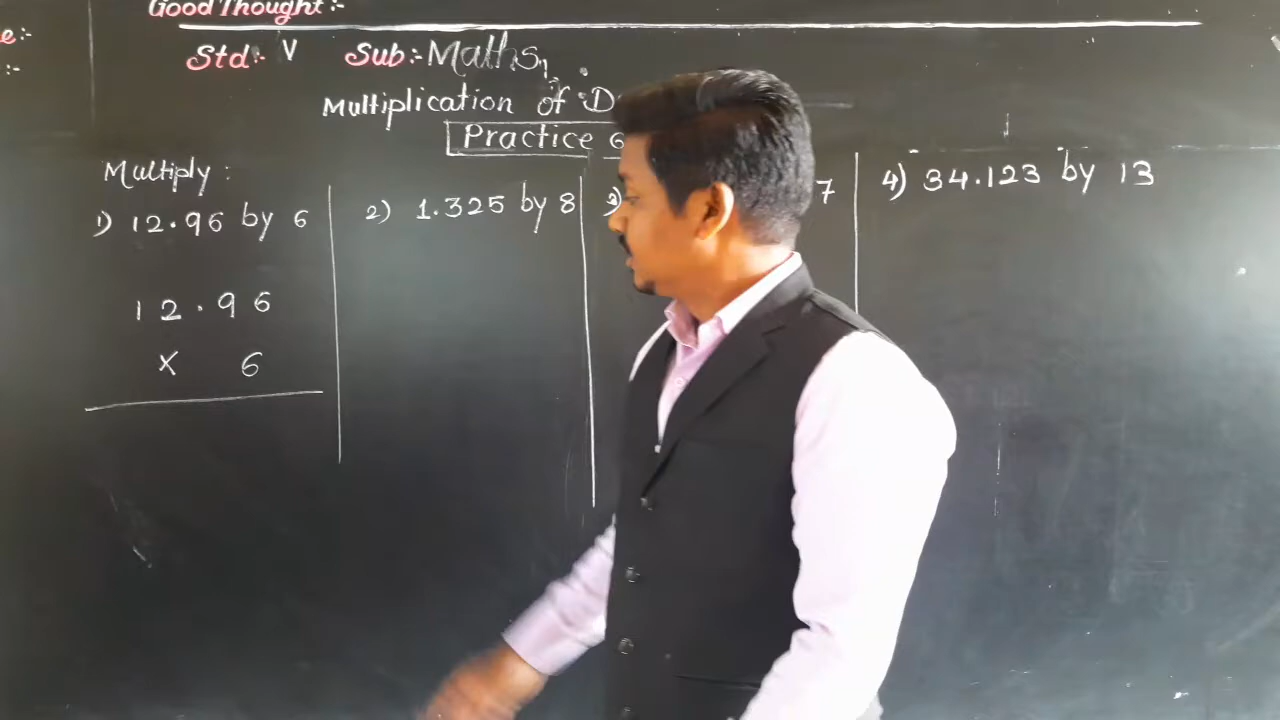 Good Thought:-
e:-
:-
Std:- V Sub:- Maths
Multiplication of
Practice
Multiply:
1) 12.96 by 6
12.96
x 6
2) 1.325 by 8
3) 7
4) 34.123 by 13